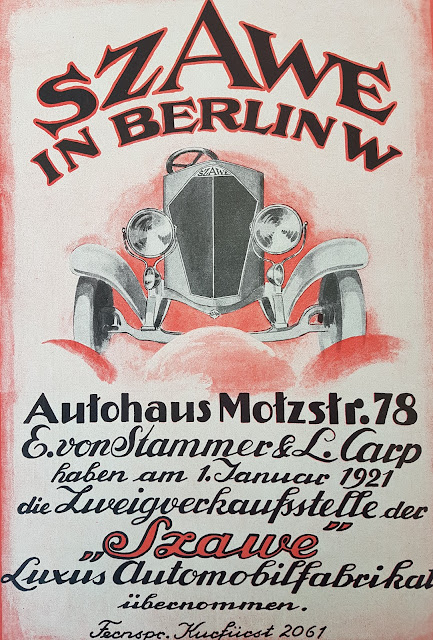 SZAWE
IN BERLIN W
SZAWE
Autohaus Motzstr. 78
E. von Stammer & L. Carp
haben am 1. Januar 1921
die Zweigverkaufsstelle der
„Szawe"
Luxus Automobilfabrikat
übernommen.
Fernspr. Kurfürst 2061